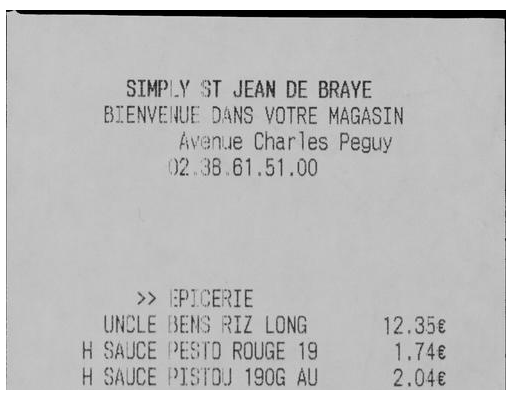 SIMPLY ST JEAN DE BRAYE
BIENVENUE DANS VOTRE MAGASIN
Avenue Charles Peguy
02.38.61.51.00
>> EPICERIE
UNCLE BENS RIZ LONG 12.35€
H SAUCE PESTO ROUGE 19 1.74€
H SAUCE PISTOU 190G AU 2.04€